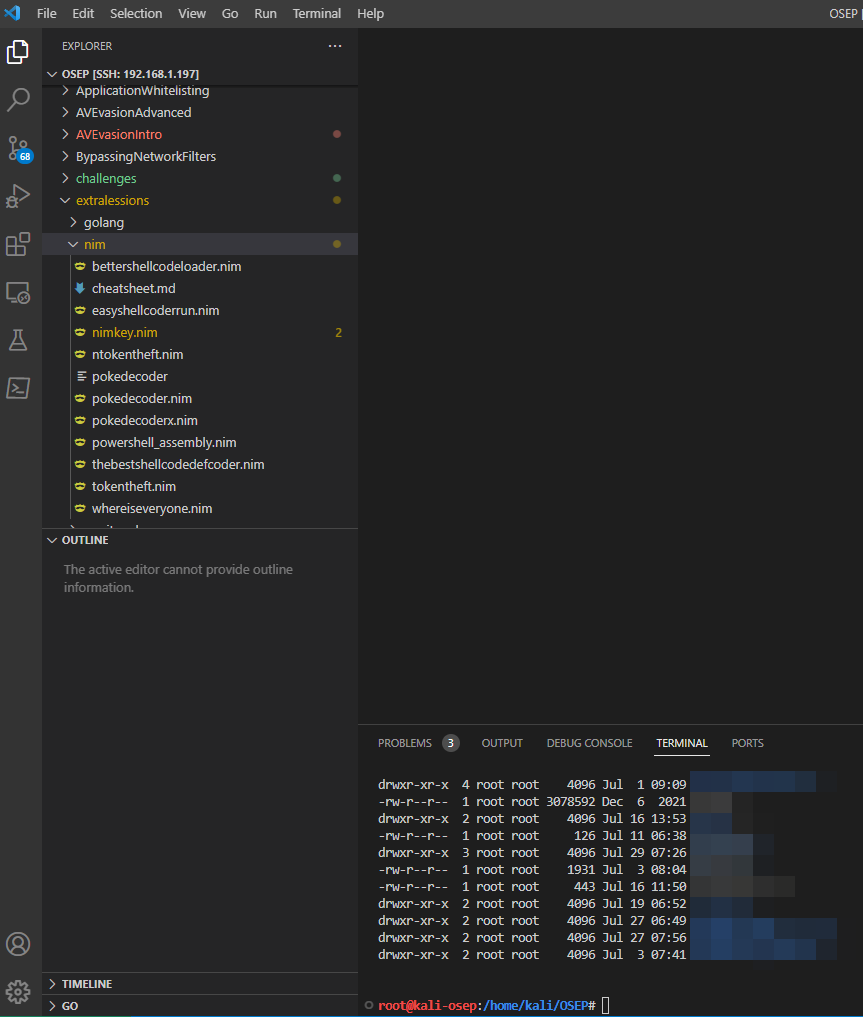 File Edit Selection View Go Run Terminal Help OSEP
EXPLORER ...
OSEP [SSH: 192.168.1.197]
ApplicationWhitelisting
AVEvasionAdvanced
AVEvasionIntro
BypassingNetworkFilters
68
challenges
extralessions
golang
nim
bettershellcodeloader.nim
cheatsheet.md
easyshellcoderrun.nim
nimkey.nim 2
ntokentheft.nim
pokedecoder
pokedecoder.nim
pokedecoderx.nim
powershell_assembly.nim
thebestshellcodedefcoder.nim
tokentheft.nim
whereiseveryone.nim
OUTLINE
The active editor cannot provide outline
information.
TIMELINE
GO
PROBLEMS 3 OUTPUT DEBUG CONSOLE TERMINAL PORTS
drwxr-xr-x 4 root root 4096 Jul 1 09:09
-rw-r--r-- 1 root root 3078592 Dec 6 2021
drwxr-xr-x 2 root root 4096 Jul 16 13:53
-rw-r--r-- 1 root root 126 Jul 11 06:38
drwxr-xr-x 3 root root 4096 Jul 29 07:26
-rw-r--r-- 1 root root 1931 Jul 3 08:04
-rw-r--r-- 1 root root 443 Jul 16 11:50
drwxr-xr-x 2 root root 4096 Jul 19 06:52
drwxr-xr-x 2 root root 4096 Jul 27 06:49
drwxr-xr-x 2 root root 4096 Jul 27 07:56
drwxr-xr-x 2 root root 4096 Jul 3 07:41
root@kali-osep:/home/kali/OSEP#